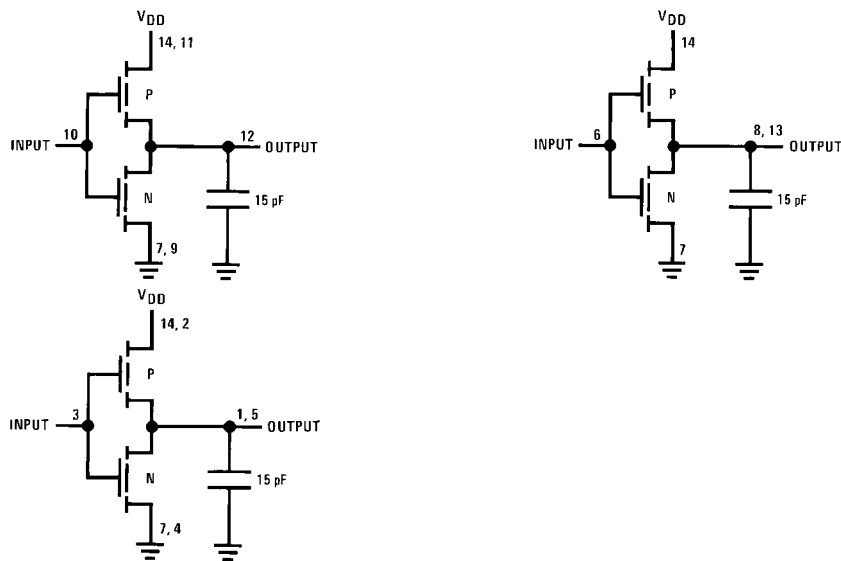 VDD
14, 11
P
10
INPUT
12
OUTPUT
N
15 pF
7, 9
VDD
14
P
6
INPUT
8, 13
OUTPUT
N
15 pF
7
VDD
14, 2
P
3
INPUT
1, 5
OUTPUT
N
15 pF
7, 4